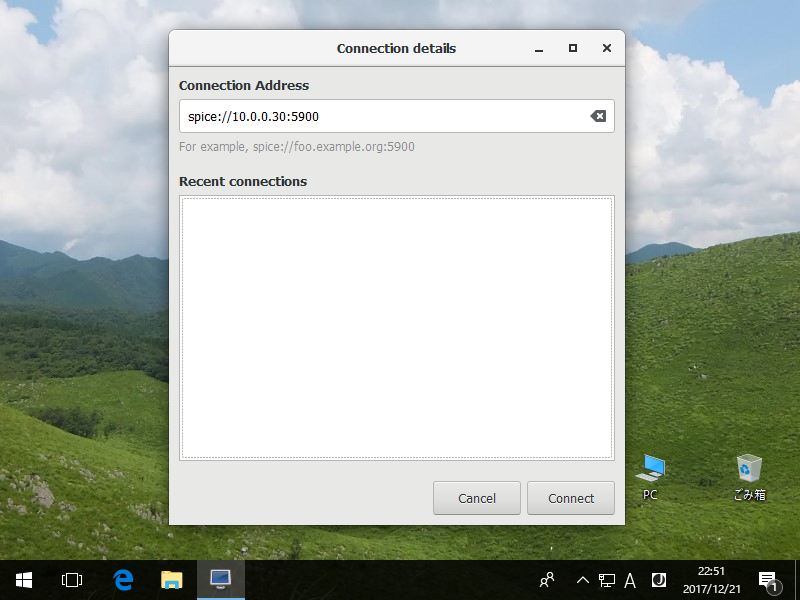 Connection details
Connection Address
spice://10.0.0.30:5900
For example, spice://foo.example.org:5900
Recent connections
Cancel
Connect
PC
ごみ箱
A
J
22:51
2017/12/21
1